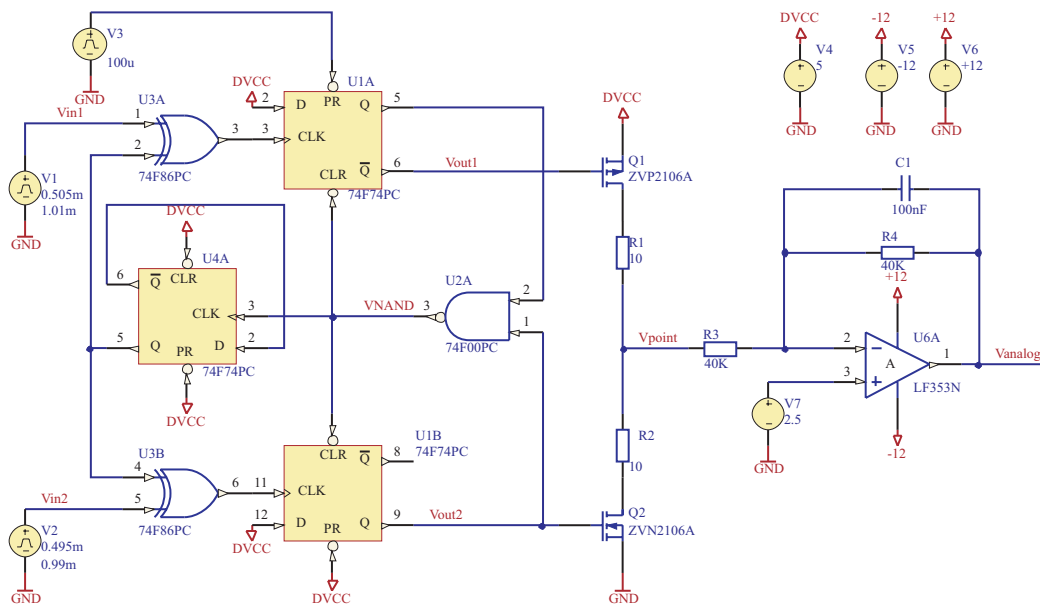 V3
100u
GND
Vin1
U3A
1
2
3
74F86PC
V1
0.505m
1.01m
GND
DVCC
U1A
2
3
D
PR
Q
CLK
CLR
Q
5
6
74F74PC
Vout1
DVCC
Q1
ZVP2106A
R1
10
DVCC
V4
5
GND
-12
V5
-12
GND
+12
V6
+12
GND
DVCC
U4A
6
Q
CLR
CLK
3
5
Q
PR
D
2
74F74PC
DVCC
VNAND
3
U2A
2
1
74F00PC
Vpoint
R3
40K
C1
100nF
R4
40K
+12
U6A
2
3
A
1
LF353N
-12
Vanalog
V7
2.5
GND
R2
10
U3B
4
5
6
74F86PC
Vin2
V2
0.495m
0.99m
GND
11
12
CLR
Q
CLK
D
PR
Q
8
9
U1B
74F74PC
DVCC
DVCC
Vout2
Q2
ZVN2106A
GND